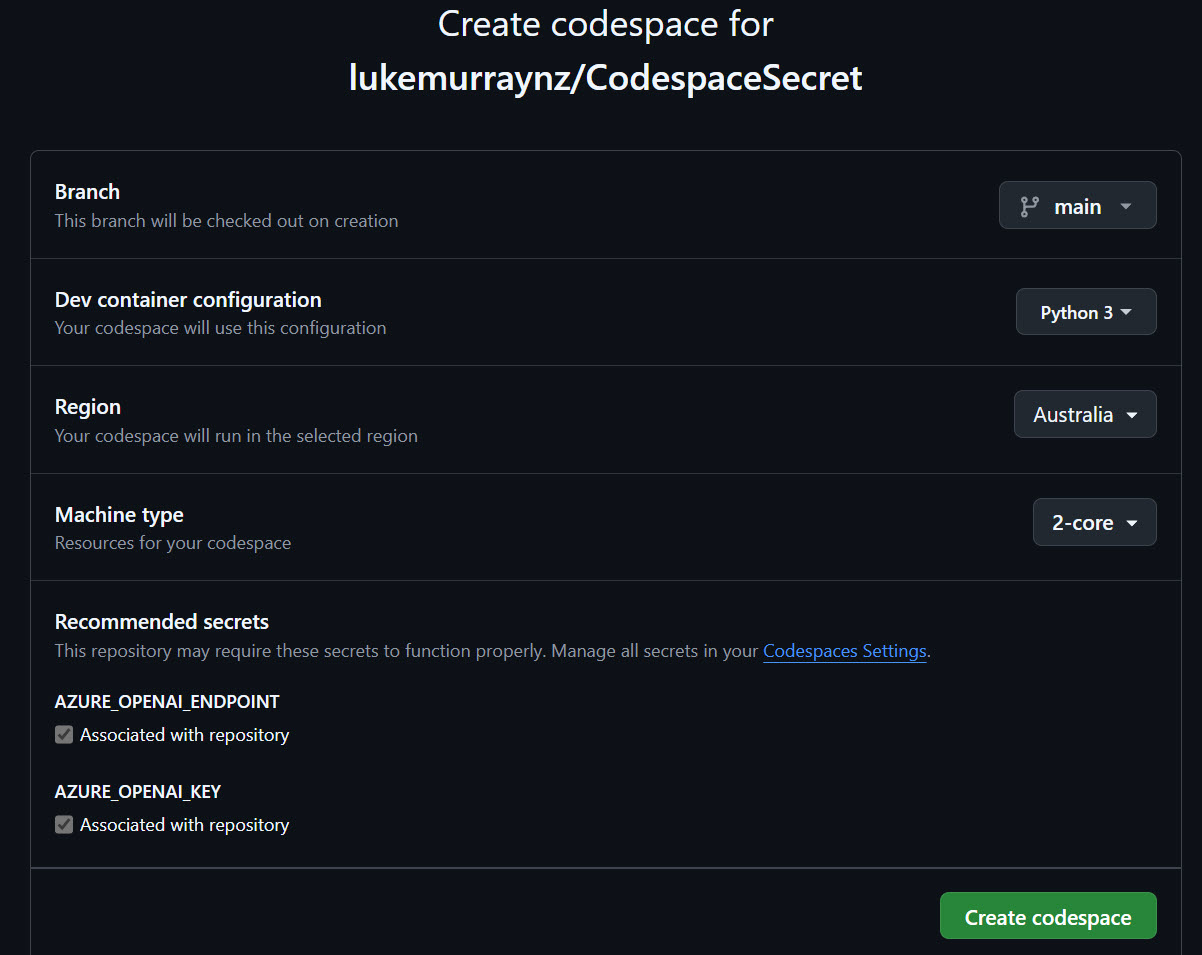 Create codespace for
lukemurraynz/CodespaceSecret
Branch
This branch will be checked out on creation
main
Dev container configuration
Your codespace will use this configuration
Python 3
Region
Your codespace will run in the selected region
Australia
Machine type
Resources for your codespace
2-core
Recommended secrets
This repository may require these secrets to function properly. Manage all secrets in your Codespaces Settings.
AZURE_OPENAI_ENDPOINT
Associated with repository
AZURE_OPENAI_KEY
Associated with repository
Create codespace